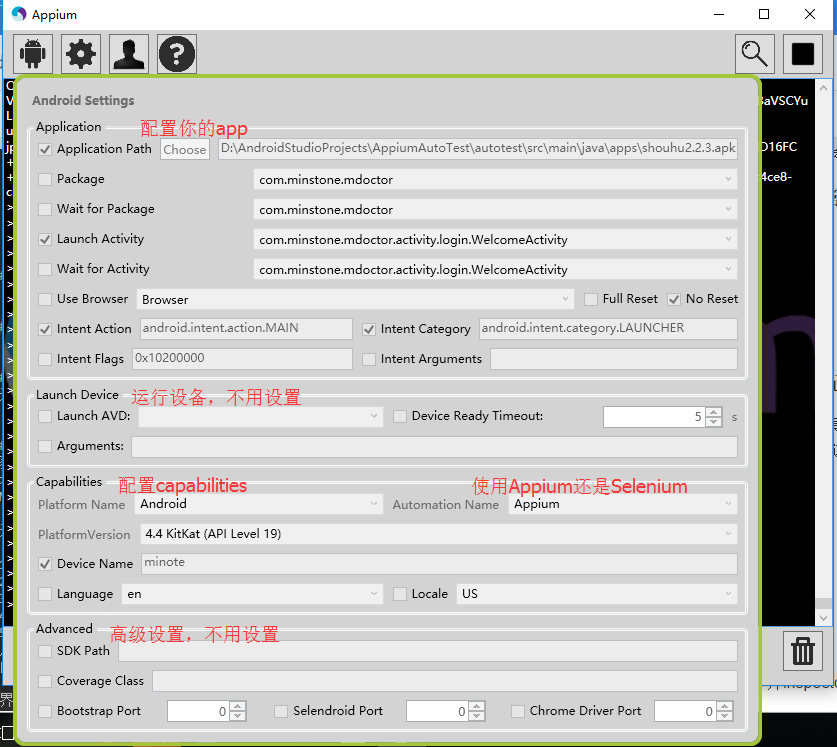 Appium
Android Settings
Application 配置你的app
Application Path Choose D:\AndroidStudioProjects\AppiumAutoTest\autotest\src\main\java\apps\shouhu2.2.3.apk
Package com.minstone.mdoctor
Wait for Package com.minstone.mdoctor
Launch Activity com.minstone.mdoctor.activity.login.WelcomeActivity
Wait for Activity com.minstone.mdoctor.activity.login.WelcomeActivity
Use Browser Browser Full Reset No Reset
Intent Action android.intent.action.MAIN Intent Category android.intent.category.LAUNCHER
Intent Flags 0x10200000 Intent Arguments
Launch Device 运行设备，不用设置
Launch AVD: Device Ready Timeout: 5 s
Arguments:
Capabilities 配置capabilities 使用Appium还是Selenium
Platform Name Android Automation Name Appium
PlatformVersion 4.4 KitKat (API Level 19)
Device Name minote
Language en Locale US
Advanced 高级设置，不用设置
SDK Path
Coverage Class
Bootstrap Port 0 Selendroid Port 0 Chrome Driver Port 0